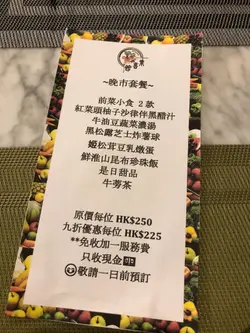 ~晚市套餐~
前菜小食 2 款
紅菜頭柚子沙律伴黑醋汁
牛油豆蔬菜濃湯
黑松露芝士炸薯球
姬松茸豆乳燉蛋
鮮淮山昆布珍珠飯
是日甜品
牛蒡茶
原價每位 HK$250
九折優惠每位 HK$225
**免收加一服務費
只收現金
敬請一日前預訂